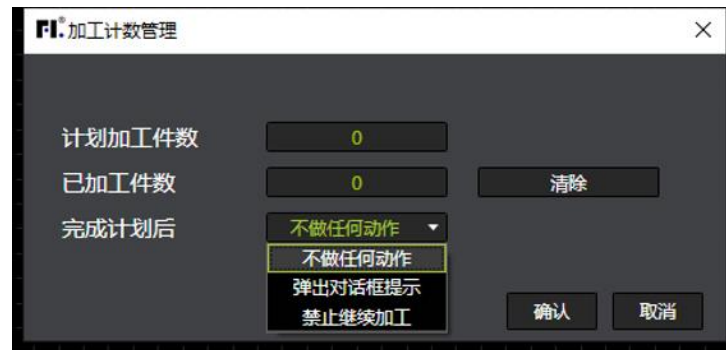 加工计数管理
计划加工件数 0
已加工件数 0 清除
完成计划后 不做任何动作
不做任何动作
弹出对话框提示
禁止继续加工
确认 取消